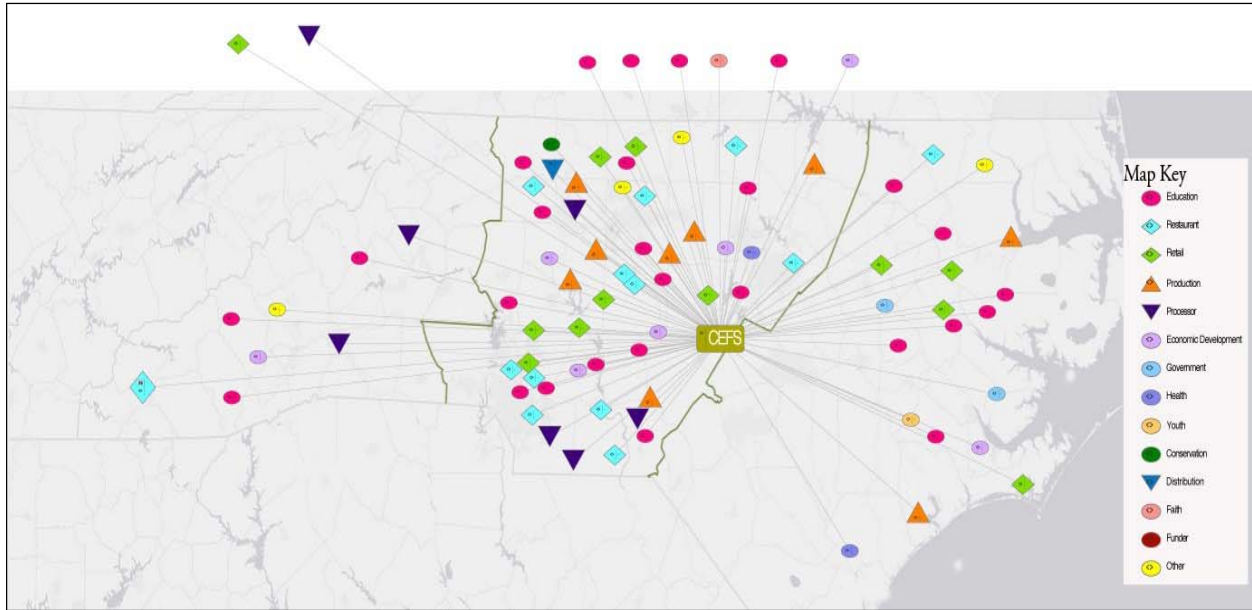 CEFS
Map Key
Education
Restaurant
Retail
Production
Processor
Economic Development
Government
Health
Youth
Conservation
Distribution
Faith
Funder
Other